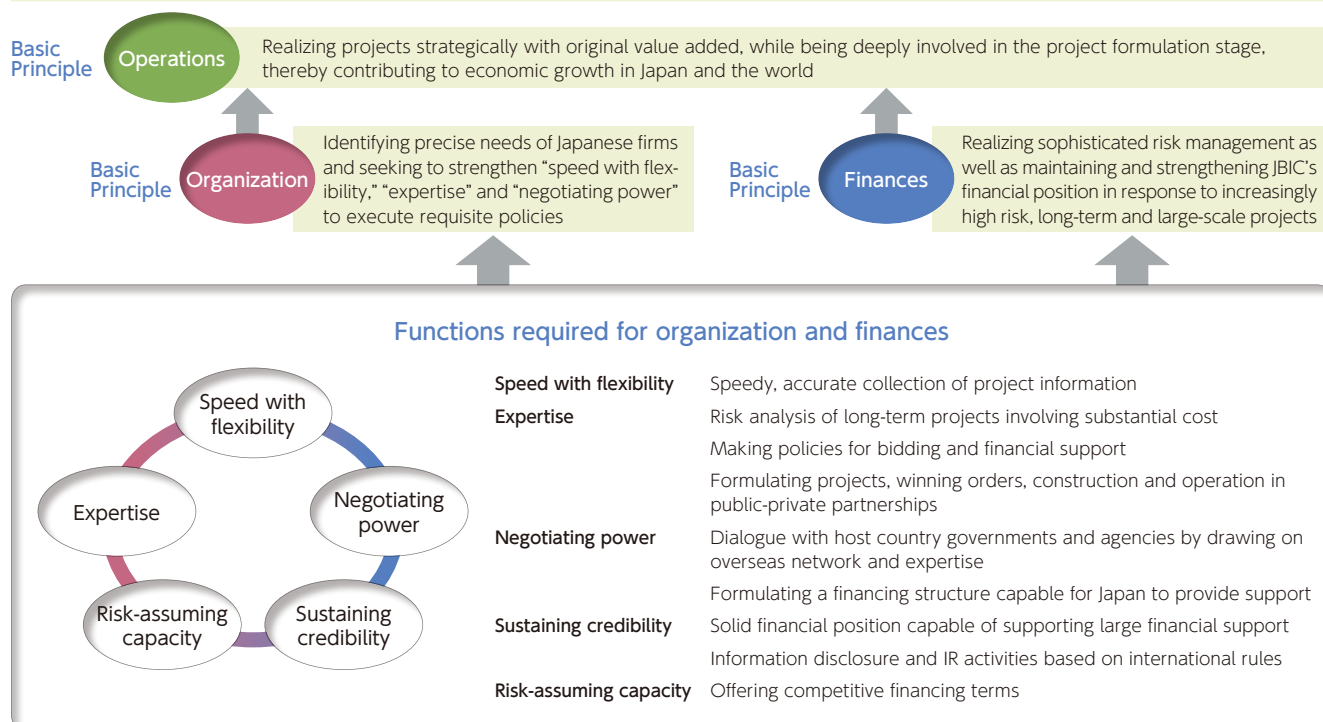 Basic
Principle
Operations
Realizing projects strategically with original value added, while being deeply involved in the project formulation stage,
thereby contributing to economic growth in Japan and the world
Basic
Principle
Organization
Identifying precise needs of Japanese firms
and seeking to strengthen “speed with flex-
ibility,” “expertise” and “negotiating power”
to execute requisite policies
Basic
Principle
Finances
Realizing sophisticated risk management as
well as maintaining and strengthening JBIC’s
financial position in response to increasingly
high risk, long-term and large-scale projects
Functions required for organization and finances
Speed with
flexibility
Expertise
Negotiating
power
Risk-assuming
capacity
Sustaining
credibility
Speed with flexibility Speedy, accurate collection of project information
Expertise Risk analysis of long-term projects involving substantial cost
Making policies for bidding and financial support
Formulating projects, winning orders, construction and operation in
public-private partnerships
Negotiating power Dialogue with host country governments and agencies by drawing on
overseas network and expertise
Formulating a financing structure capable for Japan to provide support
Sustaining credibility Solid financial position capable of supporting large financial support
Information disclosure and IR activities based on international rules
Risk-assuming capacity Offering competitive financing terms